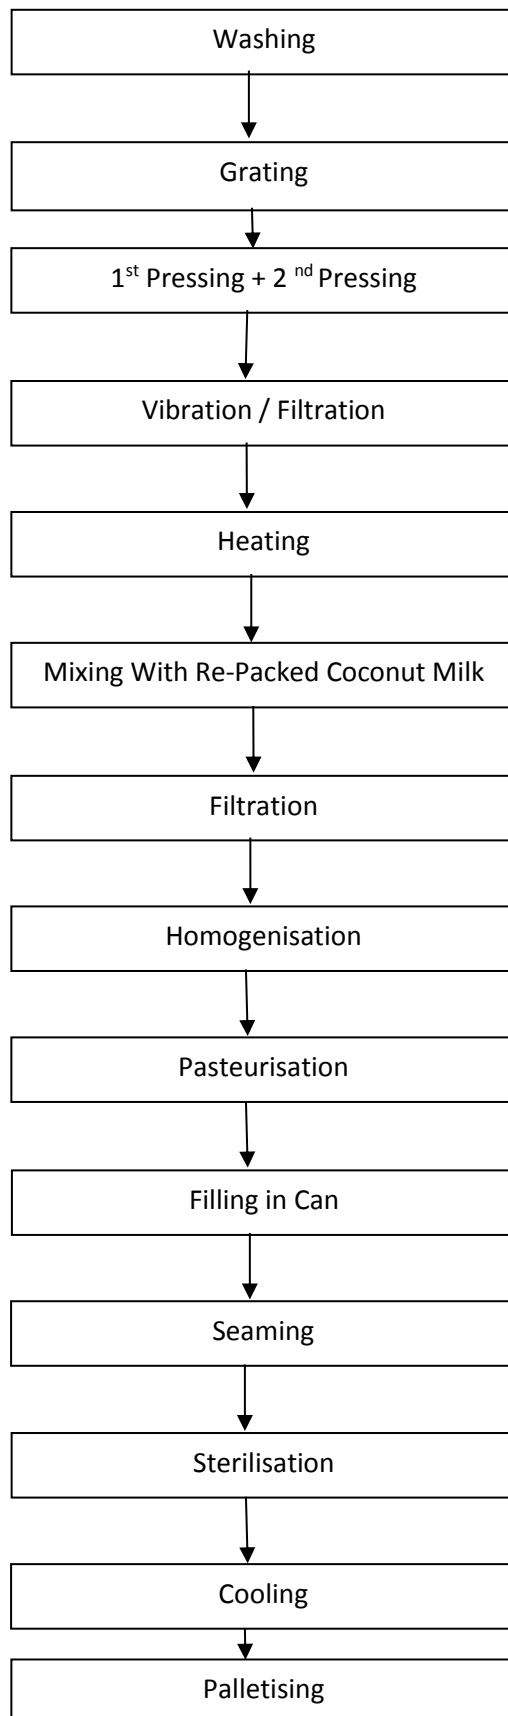 Washing
Grating
1st Pressing + 2 nd Pressing
Vibration / Filtration
Heating
Mixing With Re-Packed Coconut Milk
Filtration
Homogenisation
Pasteurisation
Filling in Can
Seaming
Sterilisation
Cooling
Palletising